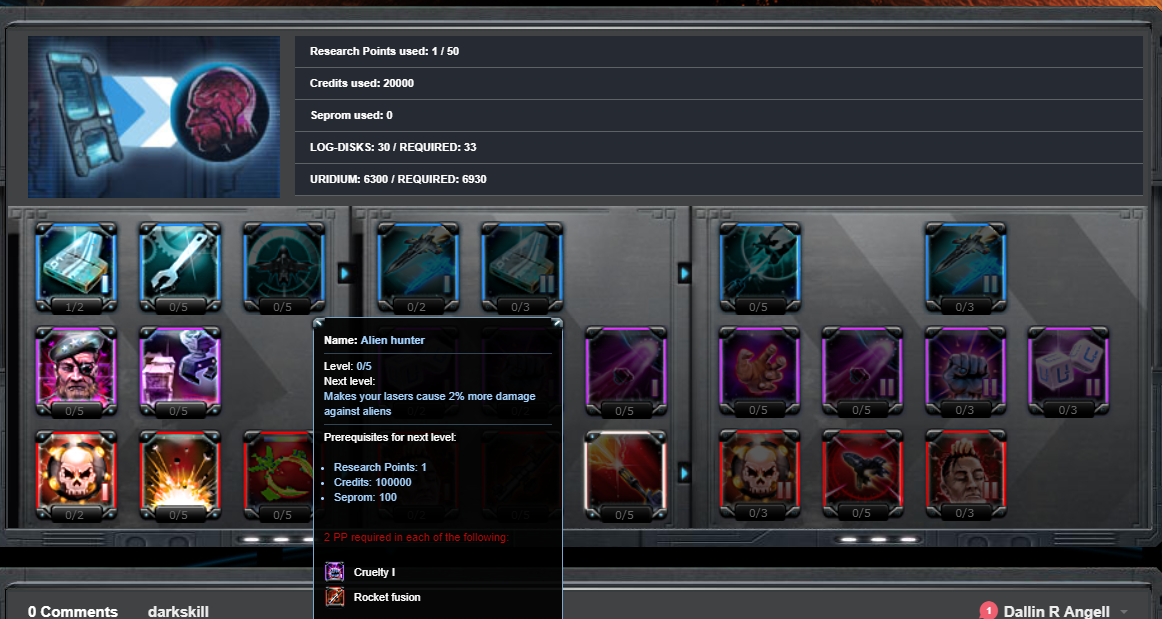 Research Points used: 1 / 50
Credits used: 20000
Seprom used: 0
LOG-DISKS: 30 / REQUIRED: 33
URIDIUM: 6300 / REQUIRED: 6930
1/2 0/5 0/5 0/2 0/3 0/5 0/3
Name: Alien hunter
Level: 0/5
Next level:
Makes your lasers cause 2% more damage
against aliens
Prerequisites for next level:
• Research Points: 1
• Credits: 100000
• Seprom: 100
2 PP required in each of the following:
Cruelty I
Rocket fusion
0/5 0/5 0/5 0/5 0/5 0/3 0/3
0/2 0/5 0/5 0/5 0/3 0/5 0/3
0 Comments darkskill 1 Dallin R Angell